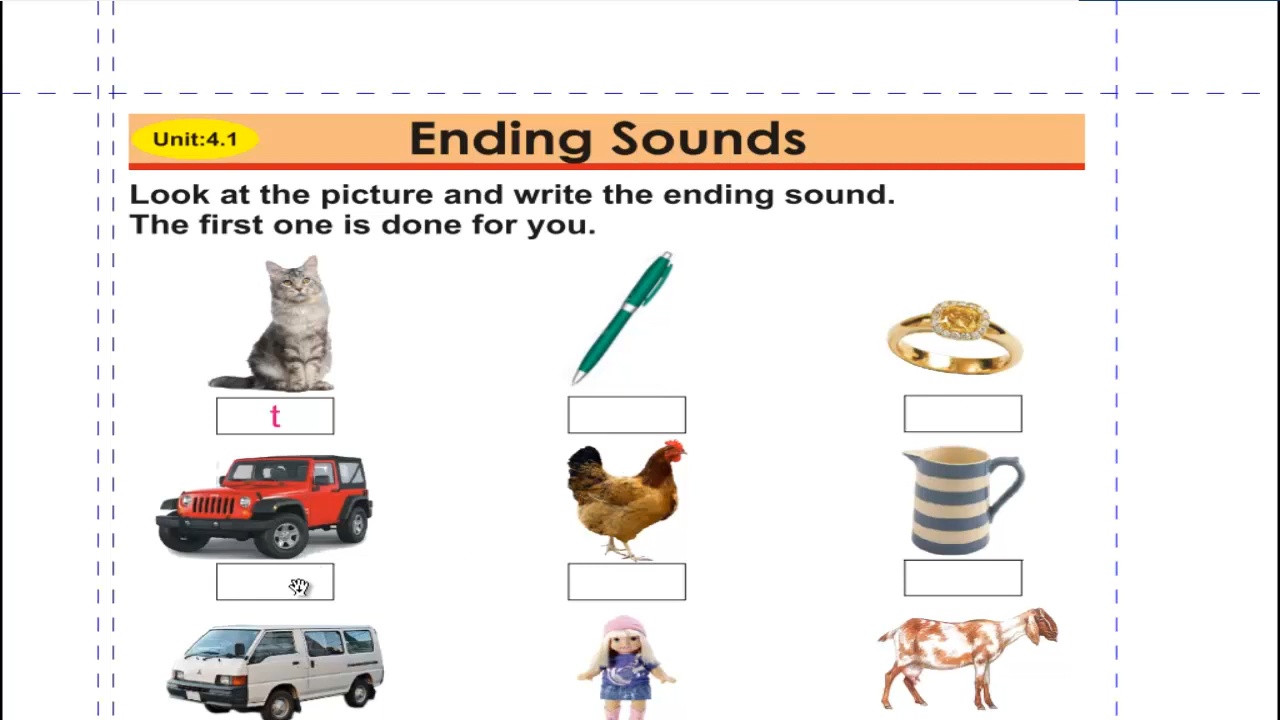 Unit:4.1
Ending Sounds
Look at the picture and write the ending sound.
The first one is done for you.
t